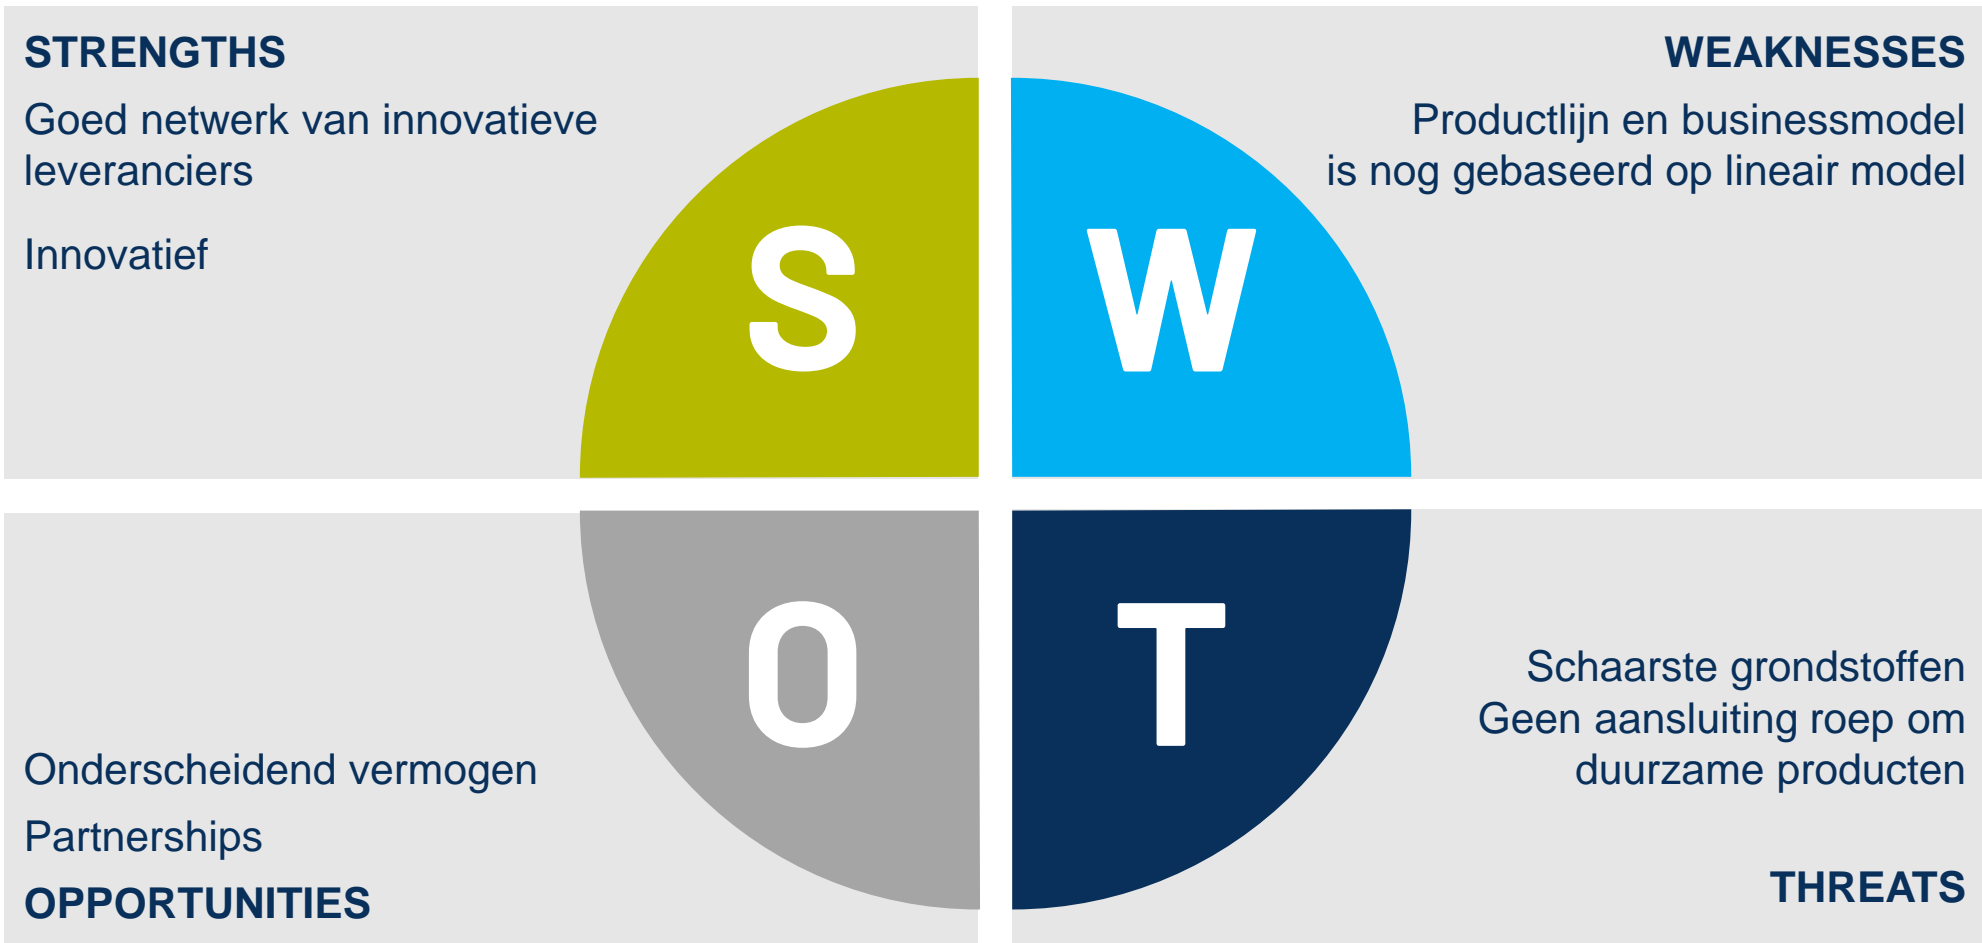 STRENGTHS
Goed netwerk van innovatieve
leveranciers
Innovatief
S
WEAKNESSES
Productlijn en businessmodel
is nog gebaseerd op lineair model
W
O
Onderscheidend vermogen
Partnerships
OPPORTUNITIES
T
Schaarste grondstoffen
Geen aansluiting roep om
duurzame producten
THREATS